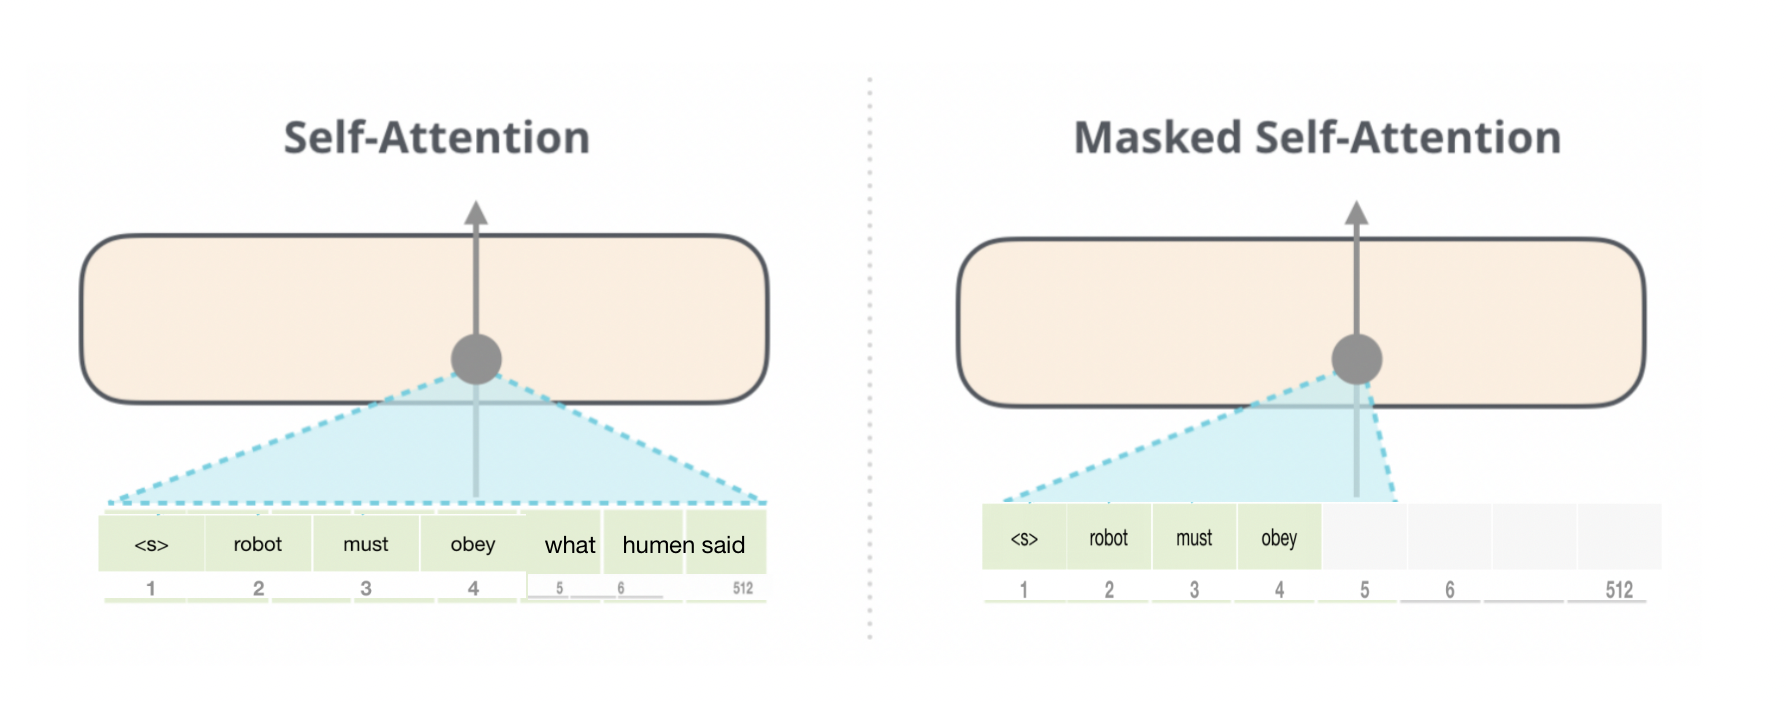 Self-Attention
<s> robot must obey what humen said
1 2 3 4 5 6 512
Masked Self-Attention
<s> robot must obey
1 2 3 4 5 6 512